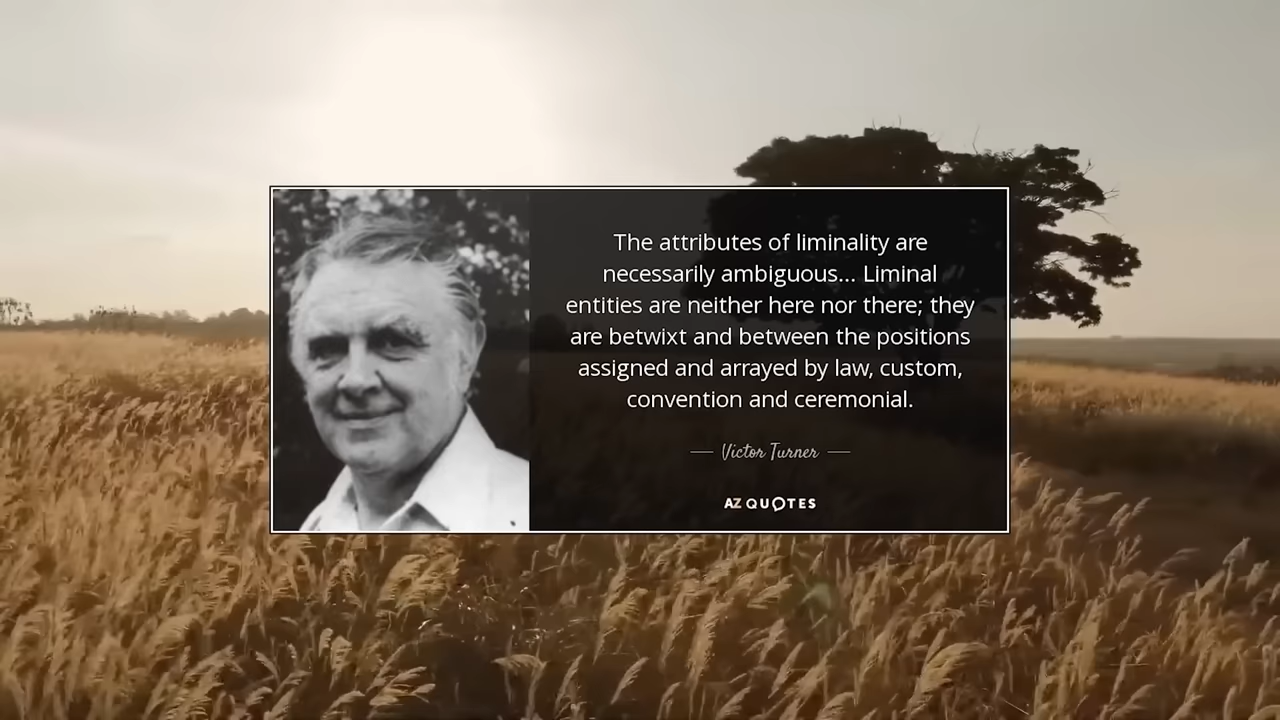 The attributes of liminality are
necessarily ambiguous... Liminal
entities are neither here nor there; they
are betwixt and between the positions
assigned and arrayed by law, custom,
convention and ceremonial.
Victor Turner
AZ QUOTES